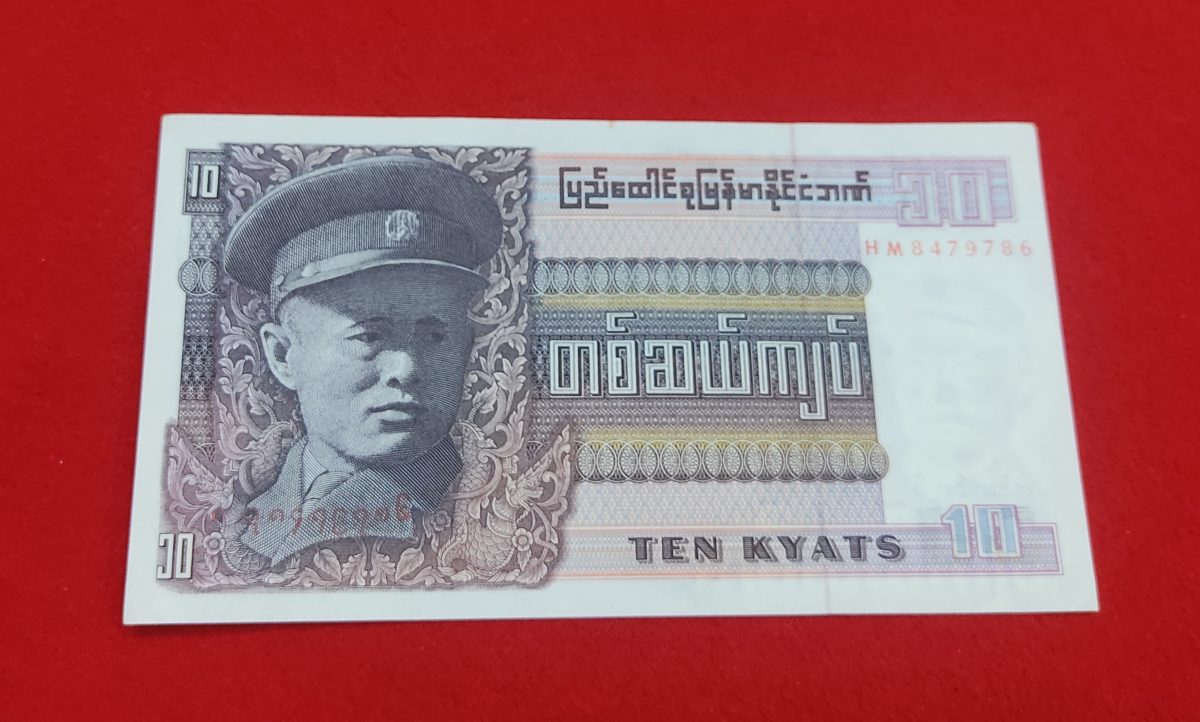 10
ပြည်ထောင်စုမြန်မာနိုင်ငံဘဏ်
၁၀
HM8479786
တစ်ဆယ်ကျပ်
၁၀
TEN KYATS
10